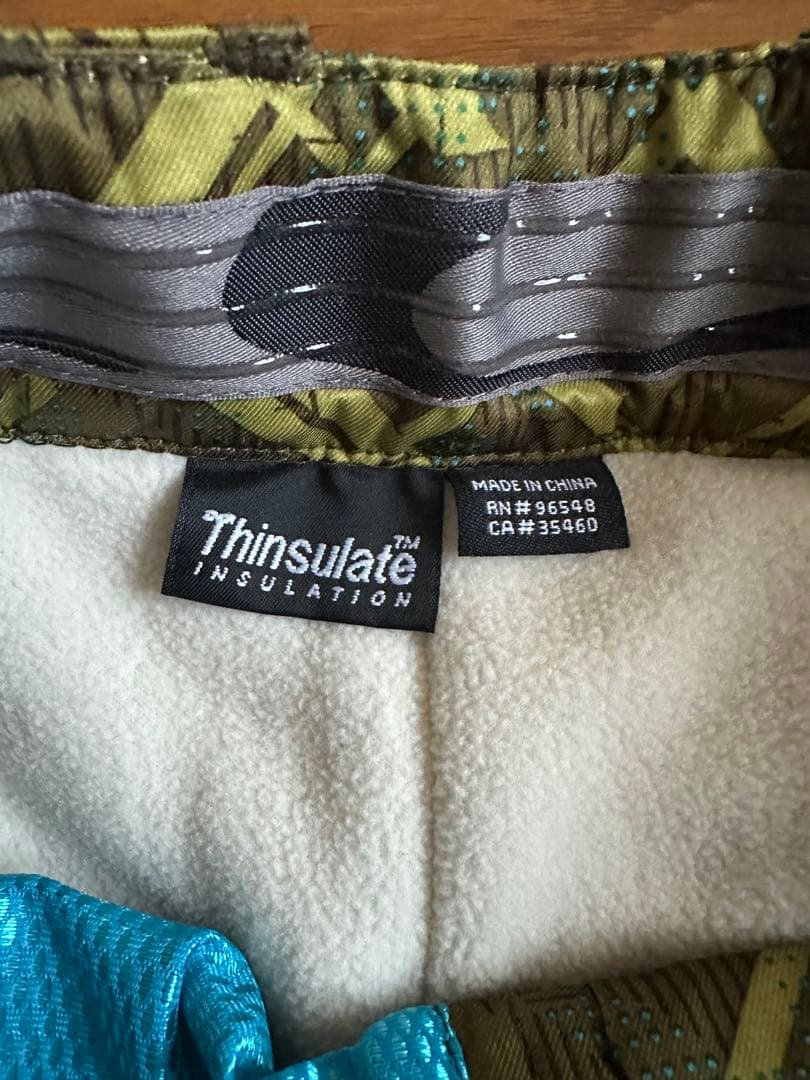 Thinsulate™
INSULATION
MADE IN CHINA
RN#96548
CA#35460